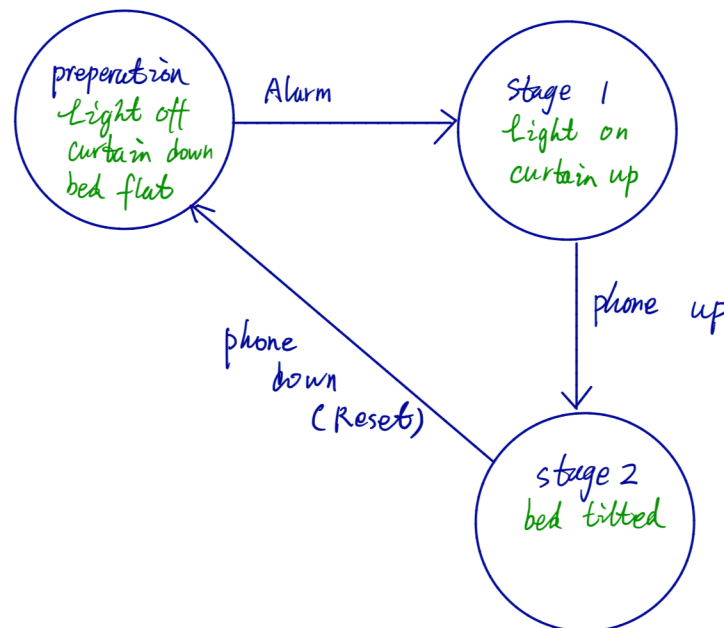 preperation
Light off
curtain down
bed flat
Alarm
Stage 1
Light on
curtain up
phone up
phone
down
(Reset)
stage 2
bed tilted